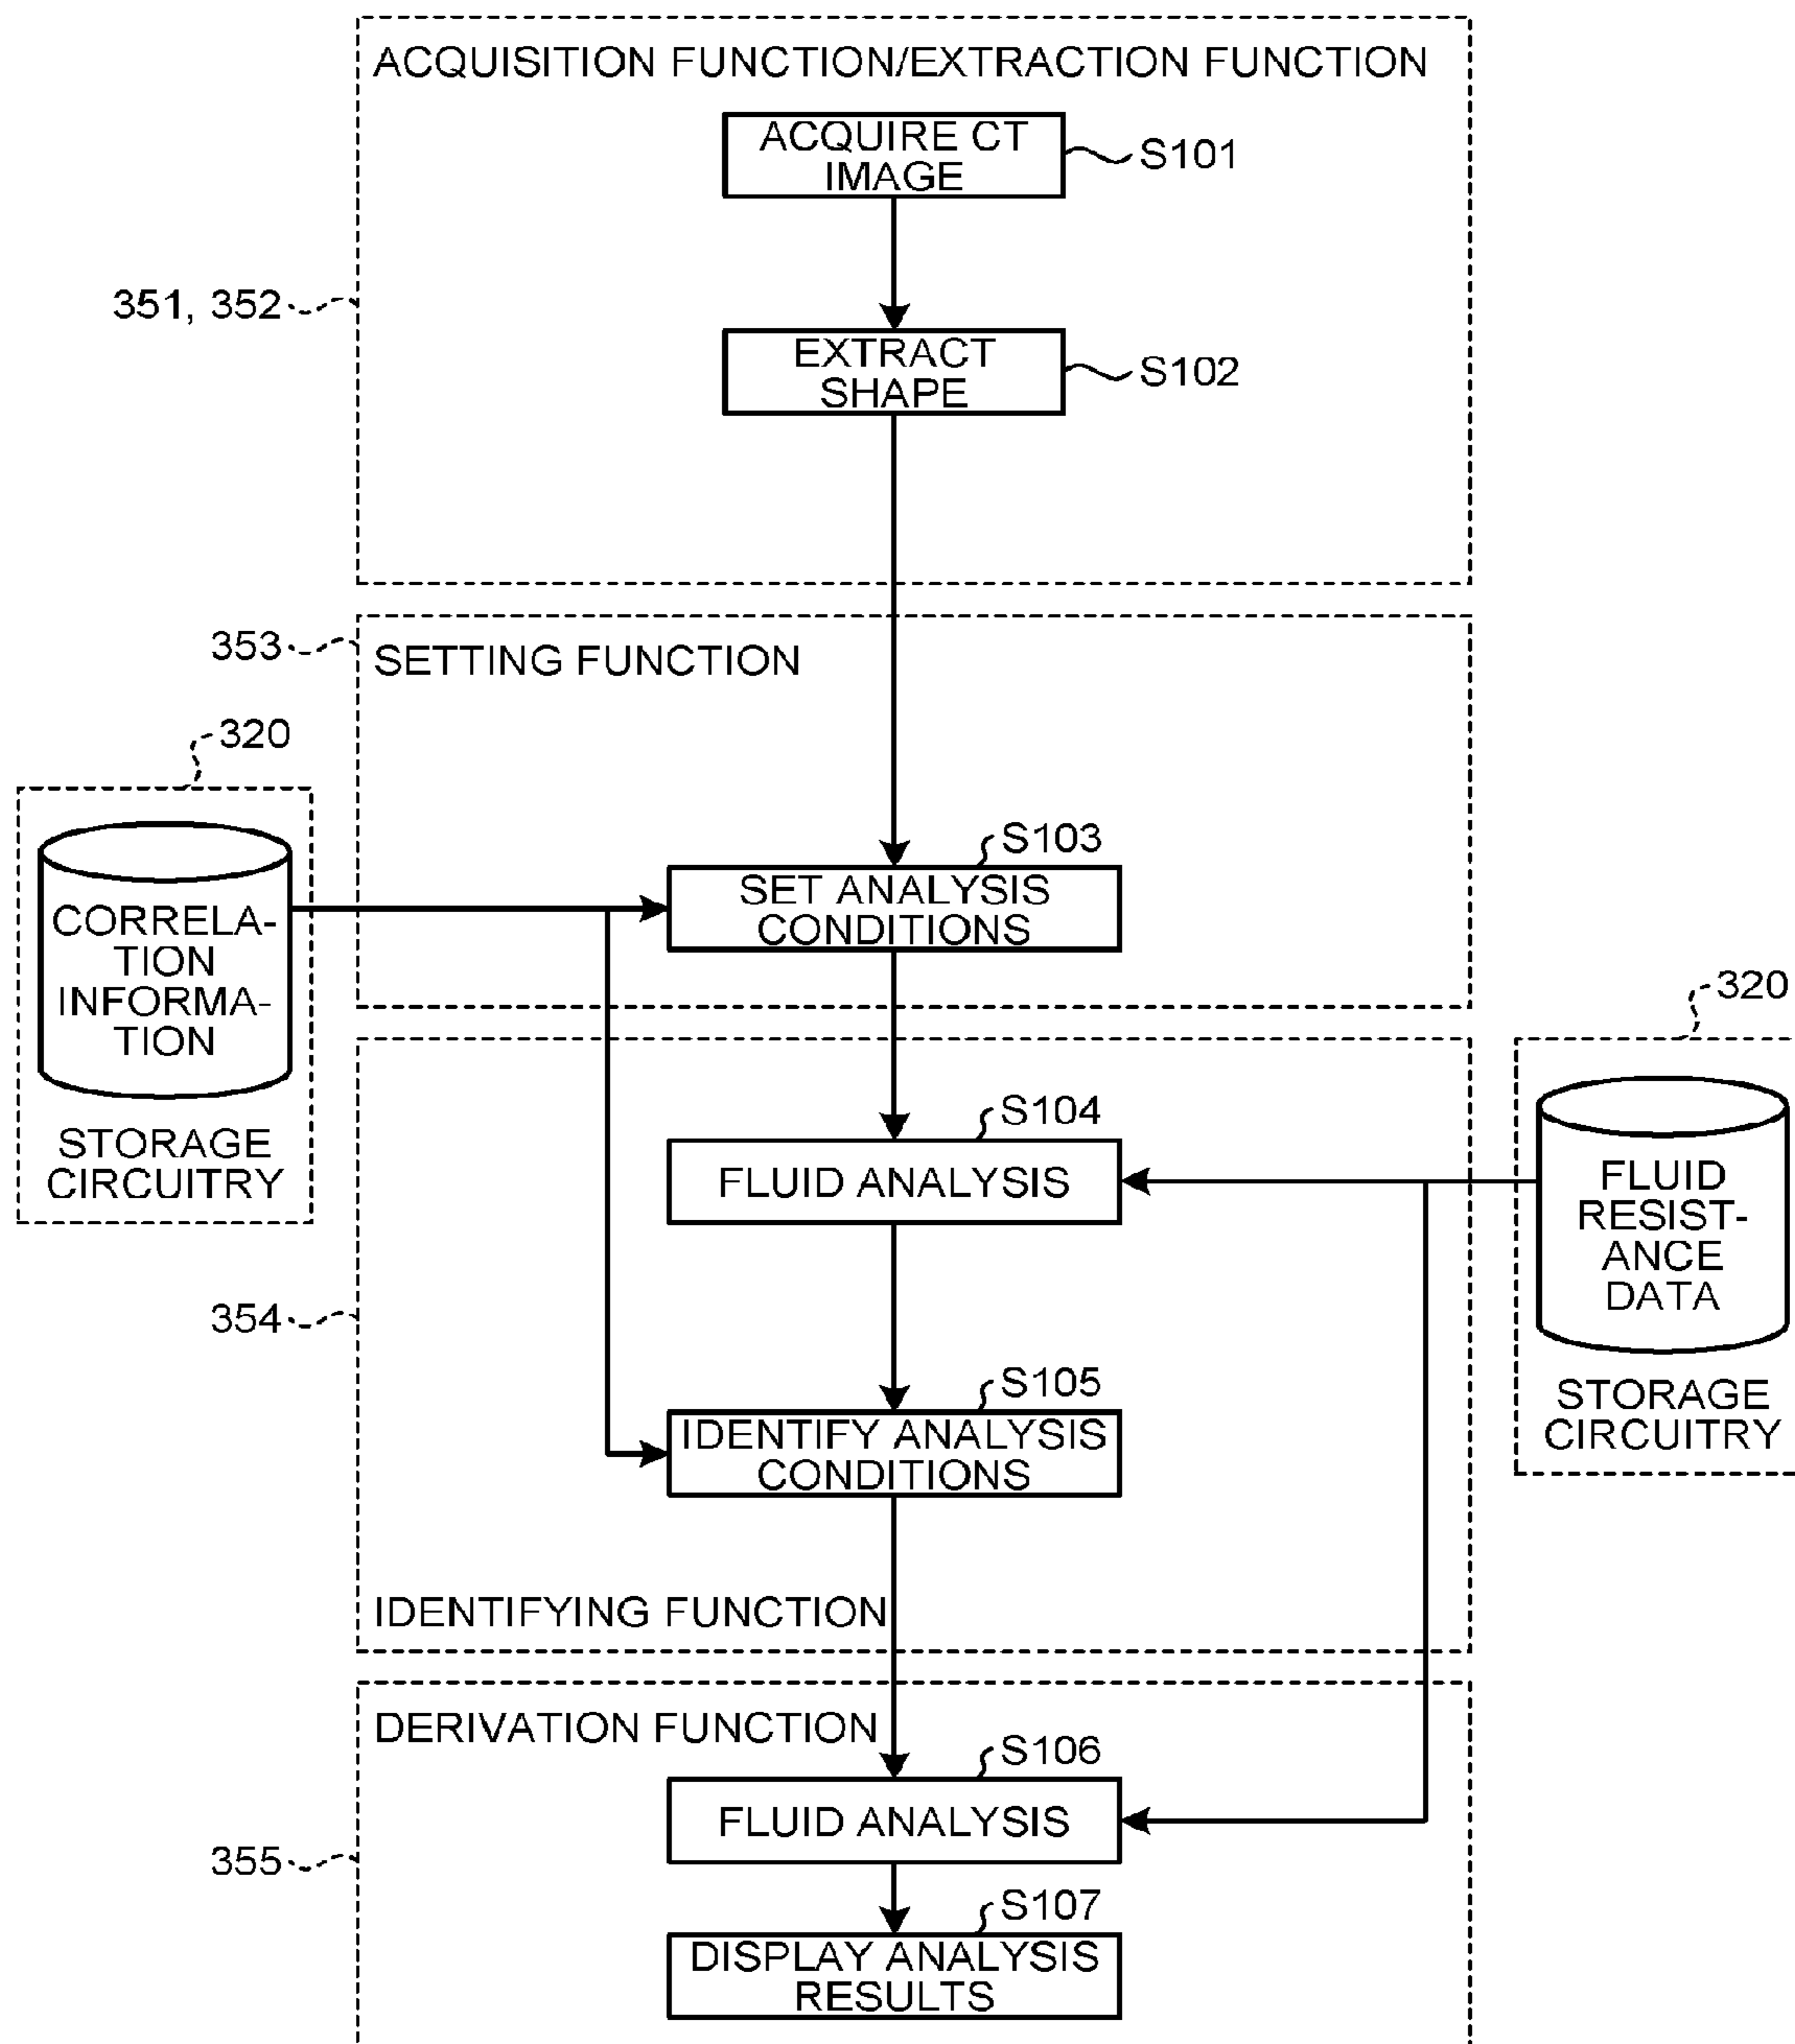 ACQUISITION FUNCTION/EXTRACTION FUNCTION
ACQUIRE CT
IMAGE
S101
351, 352
EXTRACT
SHAPE
S102
353
SETTING FUNCTION
320
CORRELA-
TION
INFORMA-
TION
STORAGE
CIRCUITRY
S103
SET ANALYSIS
CONDITIONS
320
FLUID
RESIST-
ANCE
DATA
STORAGE
CIRCUITRY
S104
FLUID ANALYSIS
354
S105
IDENTIFY ANALYSIS
CONDITIONS
IDENTIFYING FUNCTION
DERIVATION FUNCTION
S106
FLUID ANALYSIS
355
S107
DISPLAY ANALYSIS
RESULTS